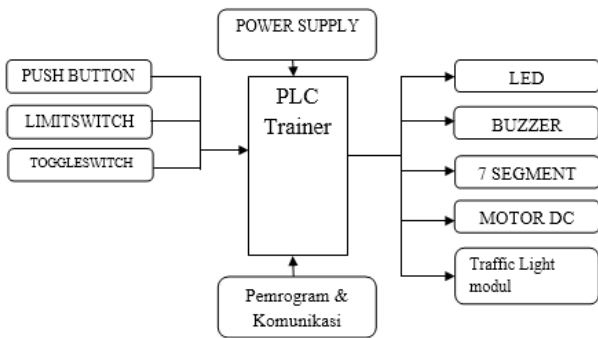 POWER SUPPLY
PUSH BUTTON
LIMITSWITCH
TOGGLESWITCH
PLC
Trainer
LED
BUZZER
7 SEGMENT
MOTOR DC
Traffic Light
modul
Pemrogram &
Komunikasi